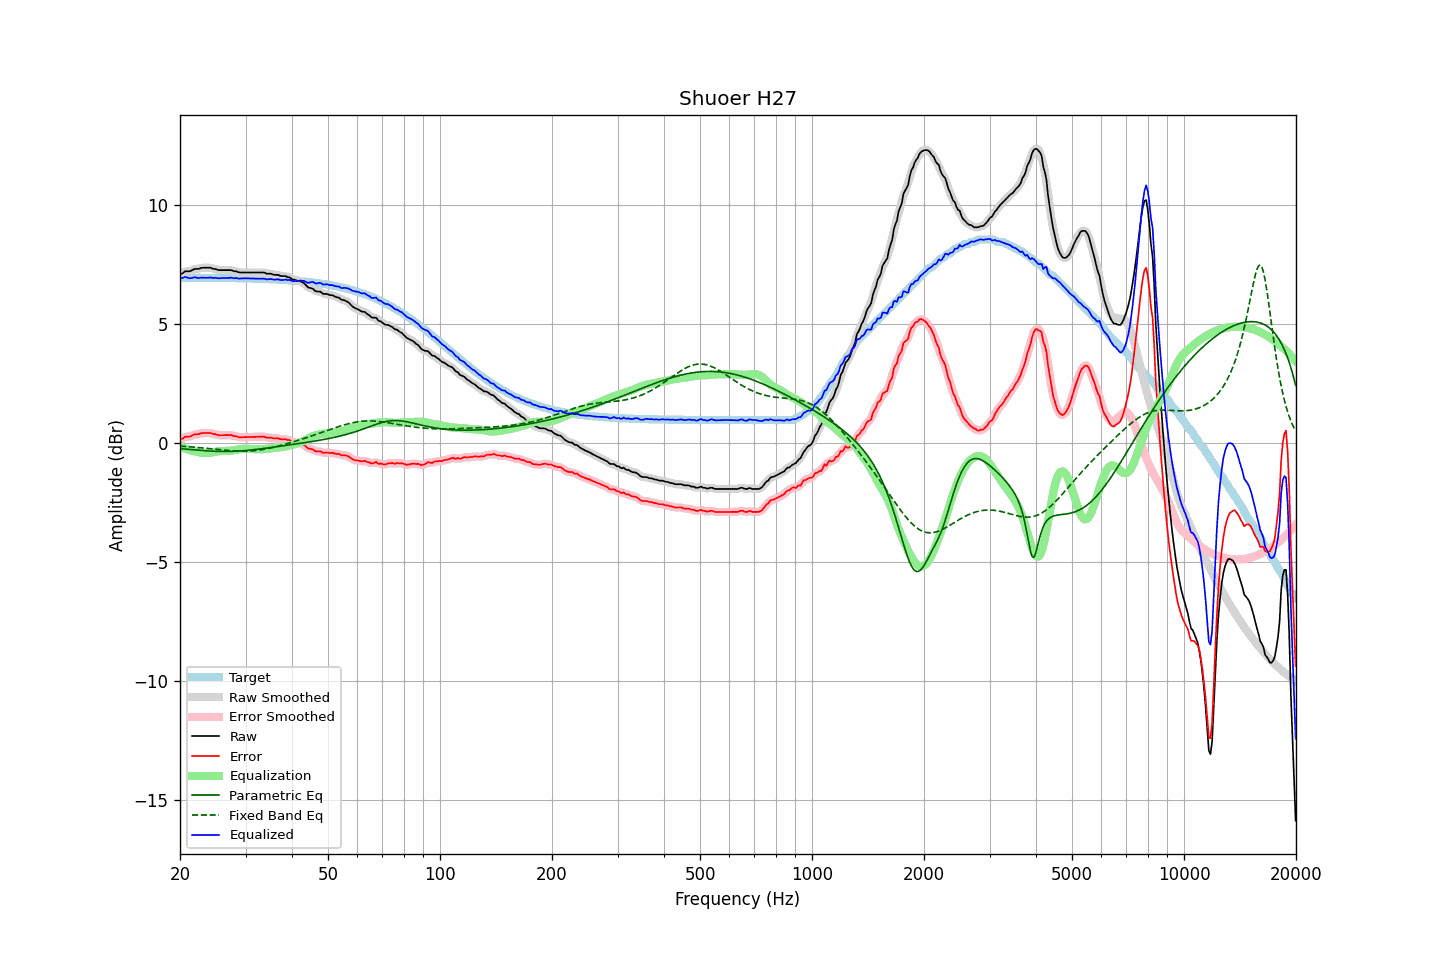 Shuoer H27
Amplitude (dBr)
10
5
0
−5
−10
−15
Target
Raw Smoothed
Error Smoothed
Raw
Error
Equalization
Parametric Eq
Fixed Band Eq
Equalized
20 50 100 200 500 1000 2000 5000 10000 20000
Frequency (Hz)